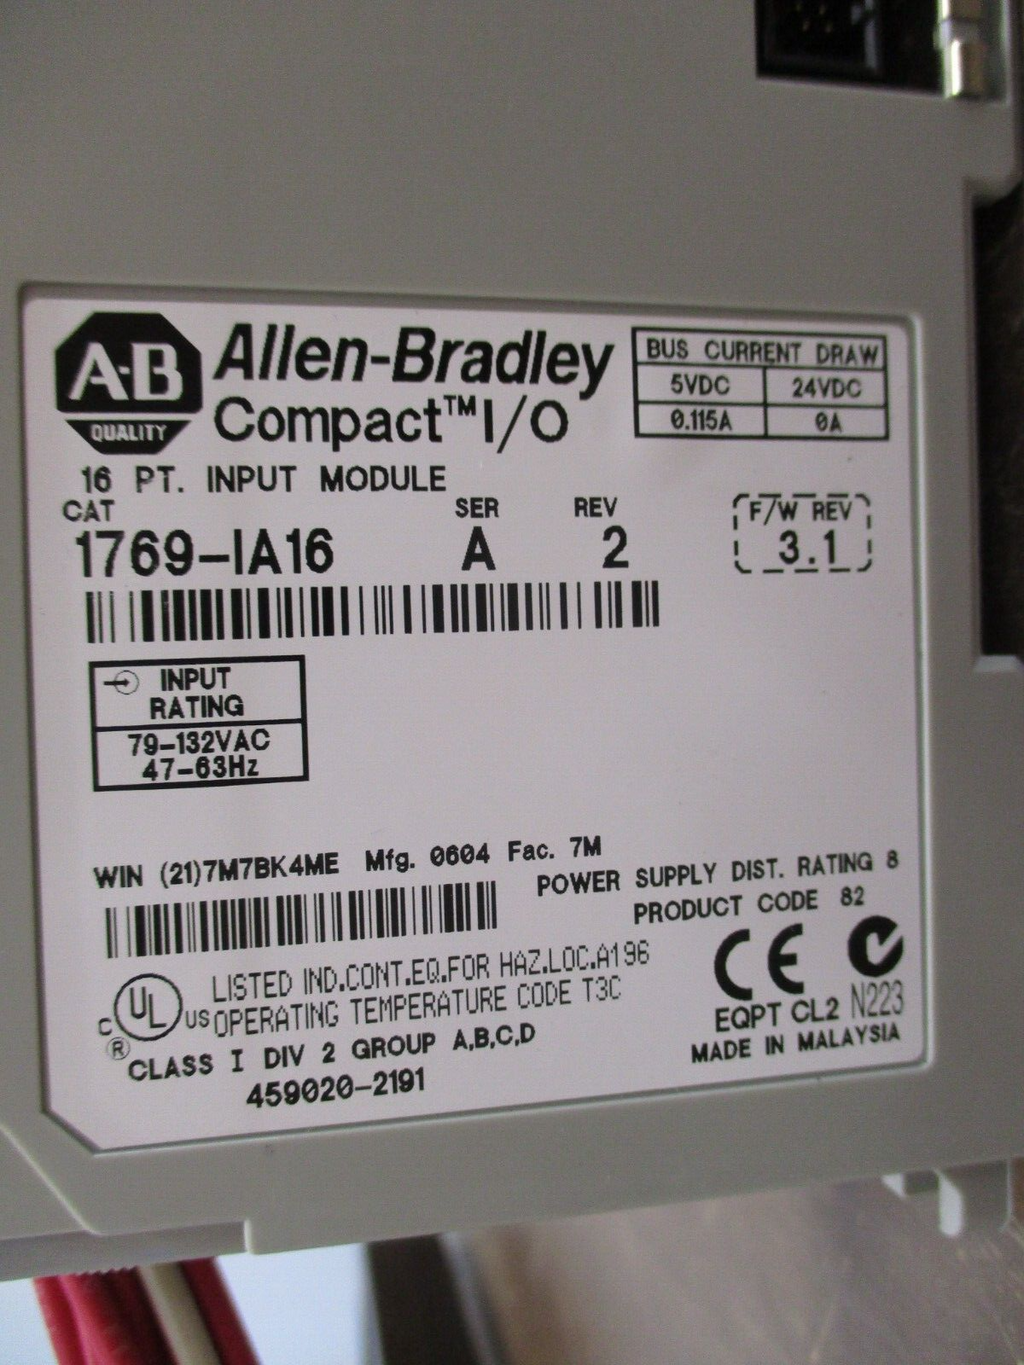 A-B
QUALITY
Allen-Bradley
Compact™ I/O
BUS CURRENT DRAW
5VDC 24VDC
0.115A 0A
16 PT. INPUT MODULE
CAT SER REV
1769-IA16 A 2
F/W REV
3.1
INPUT
RATING
79-132VAC
47-63Hz
WIN (21)7M7BK4ME Mfg. 0604 Fac. 7M
POWER SUPPLY DIST. RATING 8
PRODUCT CODE 82
C UL US
®
LISTED IND.CONT.EQ.FOR HAZ.LOC.A196
OPERATING TEMPERATURE CODE T3C
CLASS I DIV 2 GROUP A,B,C,D
459020-2191
CE
EQPT CL2 N223
MADE IN MALAYSIA